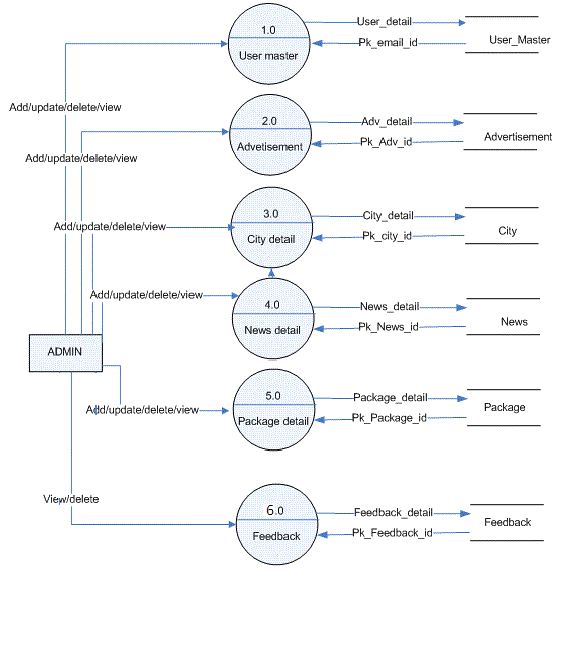 1.0
User master
User_detail
Pk_email_id
User_Master
Add/update/delete/view
2.0
Advetisement
Adv_detail
Pk_Adv_id
Advertisement
Add/update/delete/view
3.0
City detail
City_detail
Pk_city_id
City
Add/update/delete/view
4.0
News detail
News_detail
Pk_News_id
News
Add/update/delete/view
ADMIN
5.0
Package detail
Package_detail
Pk_Package_id
Package
Add/update/delete/view
6.0
Feedback
Feedback_detail
Pk_Feedback_id
Feedback
View/delete